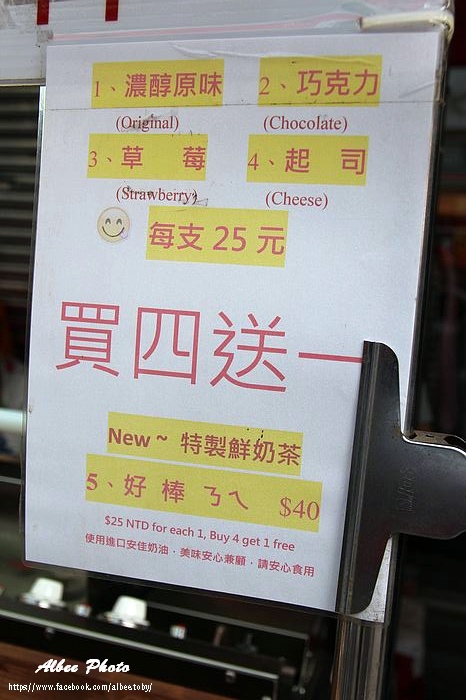 1、濃醇原味 2、巧克力
(Original) (Chocolate)
3、草 莓 4、起 司
(Strawberry) (Cheese)
每支 25 元
買四送一
New~ 特製鮮奶茶
5、好 棒 ㄋㄟ $40
$25 NTD for each 1, Buy 4 get 1 free
使用進口安佳奶油．美味安心兼顧．請安心食用
Albee Photo
https://www.facebook.com/albeetoby/